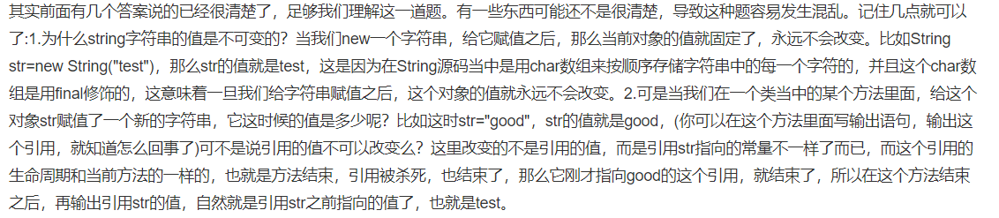 其实前面有几个答案说的已经很清楚了，足够我们理解这一道题。有一些东西可能还不是很清楚，导致这种题容易发生混乱。记住几点就可以
了:1.为什么string字符串的值是不可变的？当我们new一个字符串，给它赋值之后，那么当前对象的值就固定了，永远不会改变。比如String
str=new String("test")，那么str的值就是test，这是因为在String源码当中是用char数组来按顺序存储字符串中的每一个字符的，并且这个char数
组是用final修饰的，这意味着一旦我们给字符串赋值之后，这个对象的值就永远不会改变。2.可是当我们在一个类当中的某个方法里面，给这个
对象str赋值了一个新的字符串，它这时候的值是多少呢？比如这时str="good"，str的值就是good，(你可以在这个方法里面写输出语句，输出这
个引用，就知道怎么回事了)可不是说引用的值不可以改变么？这里改变的不是引用的值，而是引用str指向的常量不一样了而已，而这个引用的
生命周期和当前方法的一样的，也就是方法结束，引用被杀死，也结束了，那么它刚才指向good的这个引用，就结束了，所以在这个方法结束
之后，再输出引用str的值，自然就是引用str之前指向的值了，也就是test。